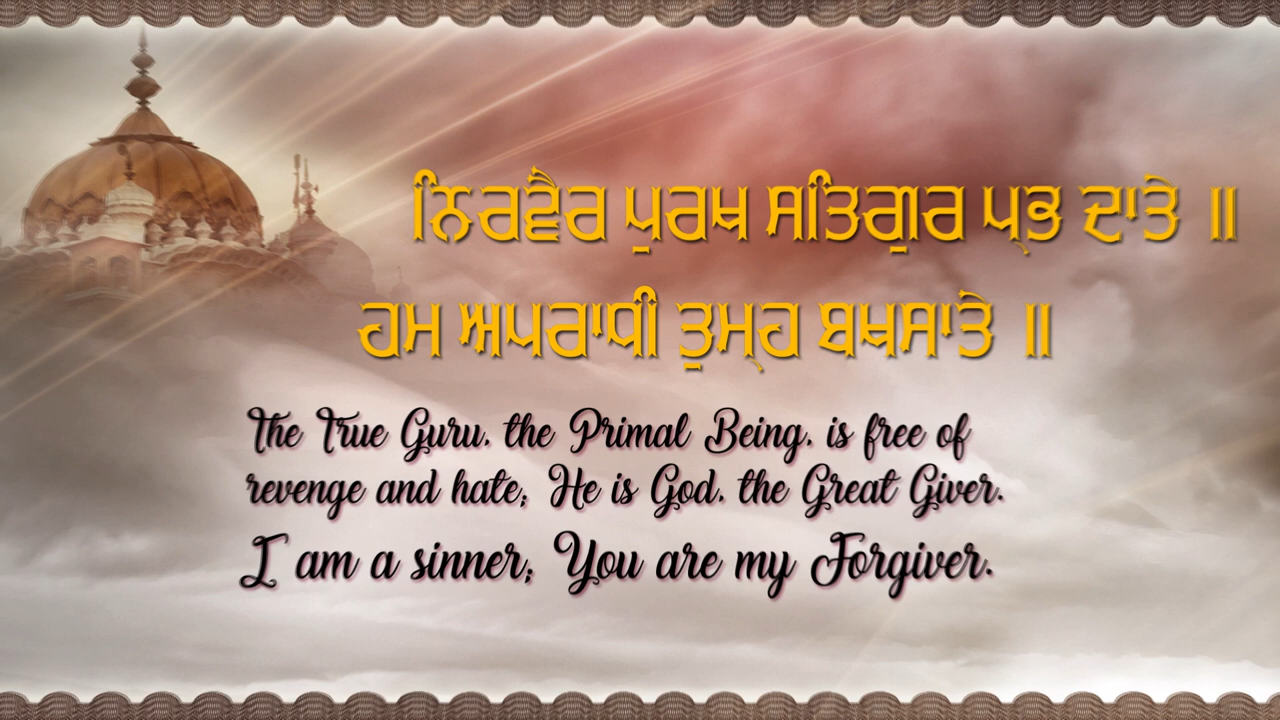 ਨਿਰਵੈਰ ਪੁਰਖ ਸਤਿਗੁਰ ਪ੍ਰਭ ਦਾਤੇ ॥
ਹਮ ਅਪਰਾਧੀ ਤੁਮ੍ਹ ਬਖਸਾਤੇ ॥
The True Guru, the Primal Being, is free of
revenge and hate; He is God, the Great Giver.
I am a sinner; You are my Forgiver.